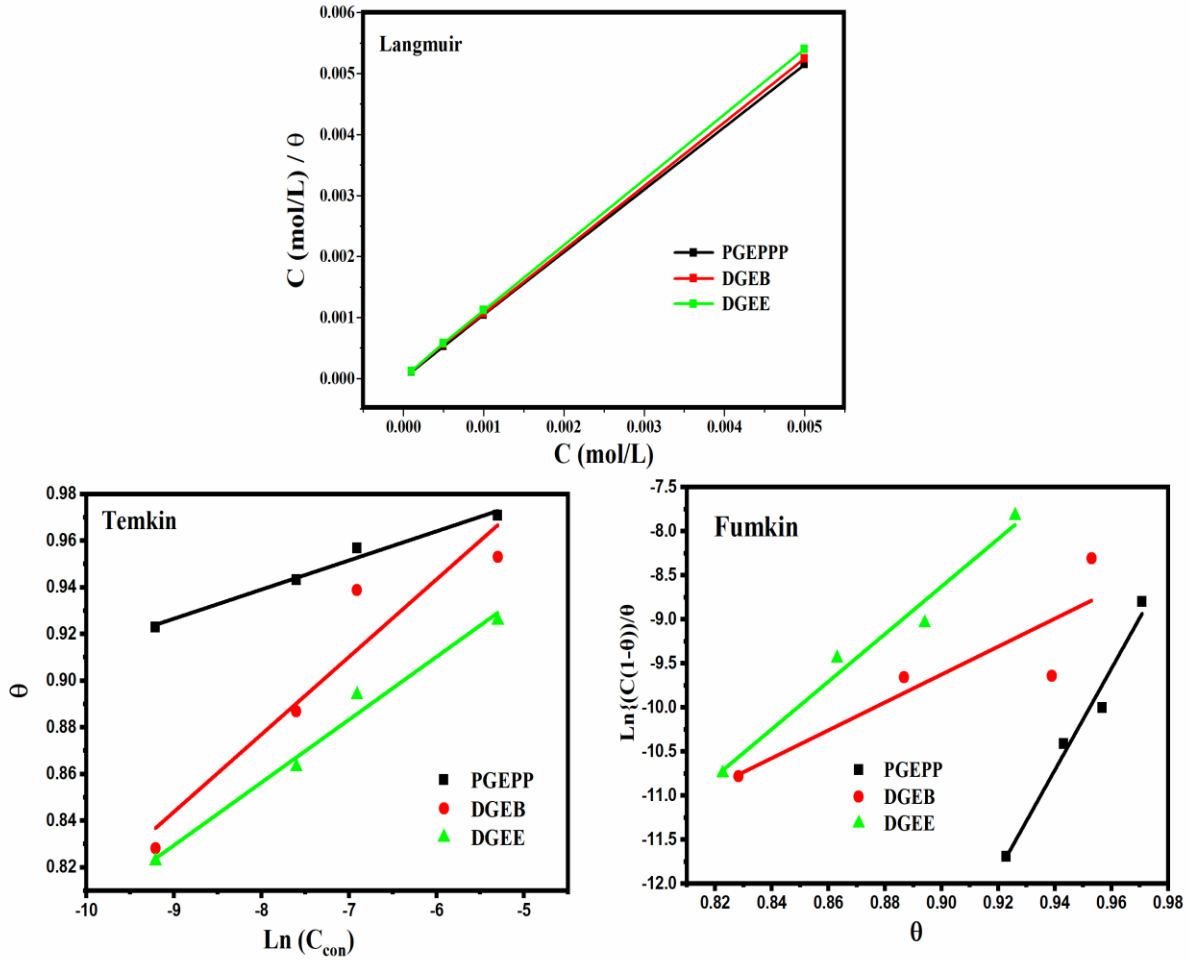 Langmuir
C (mol/L) / θ
0.006
0.005
0.004
0.003
0.002
0.001
0.000
PGEPPP
DGEB
DGEE
0.000 0.001 0.002 0.003 0.004 0.005
C (mol/L)
Temkin
θ
0.98
0.96
0.94
0.92
0.90
0.88
0.86
0.84
0.82
PGEPP
DGEB
DGEE
-10 -9 -8 -7 -6 -5
Ln (Ccon)
Fumkin
Ln{(C(1-θ))/θ
-7.5
-8.0
-8.5
-9.0
-9.5
-10.0
-10.5
-11.0
-11.5
-12.0
PGEPP
DGEB
DGEE
0.82 0.84 0.86 0.88 0.90 0.92 0.94 0.96 0.98
θ